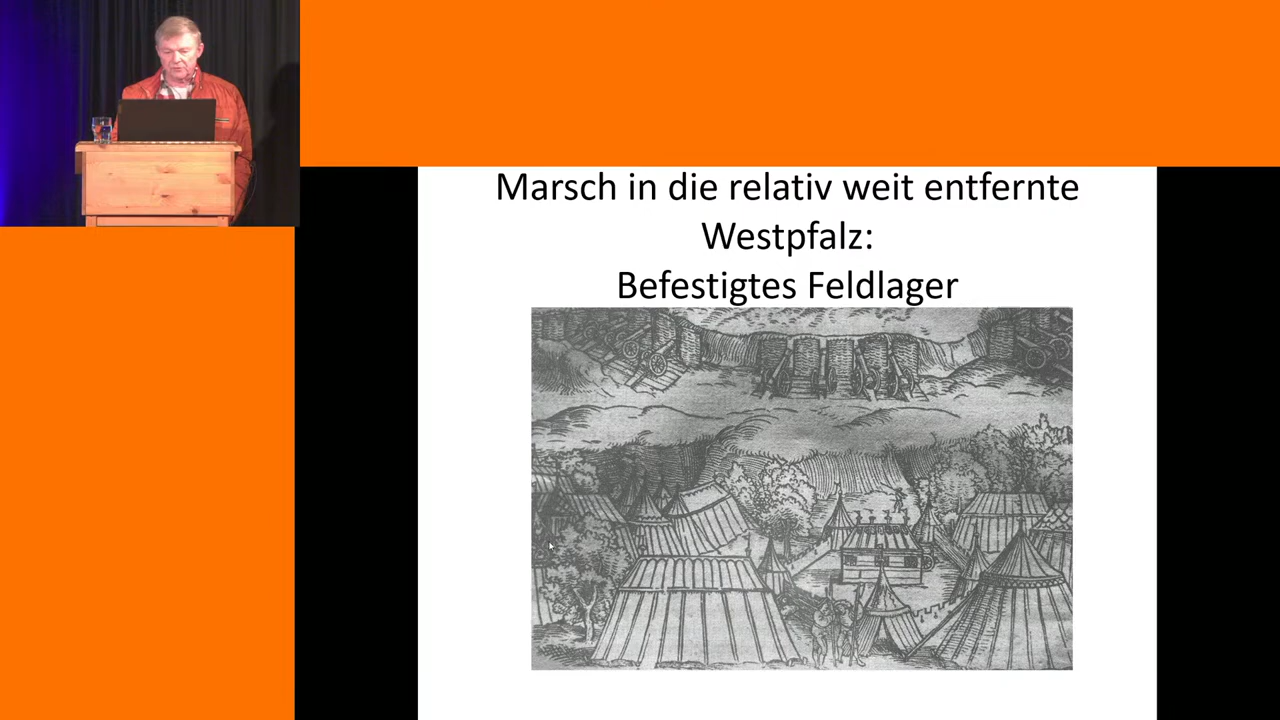 Marsch in die relativ weit entfernte
Westpfalz:
Befestigtes Feldlager